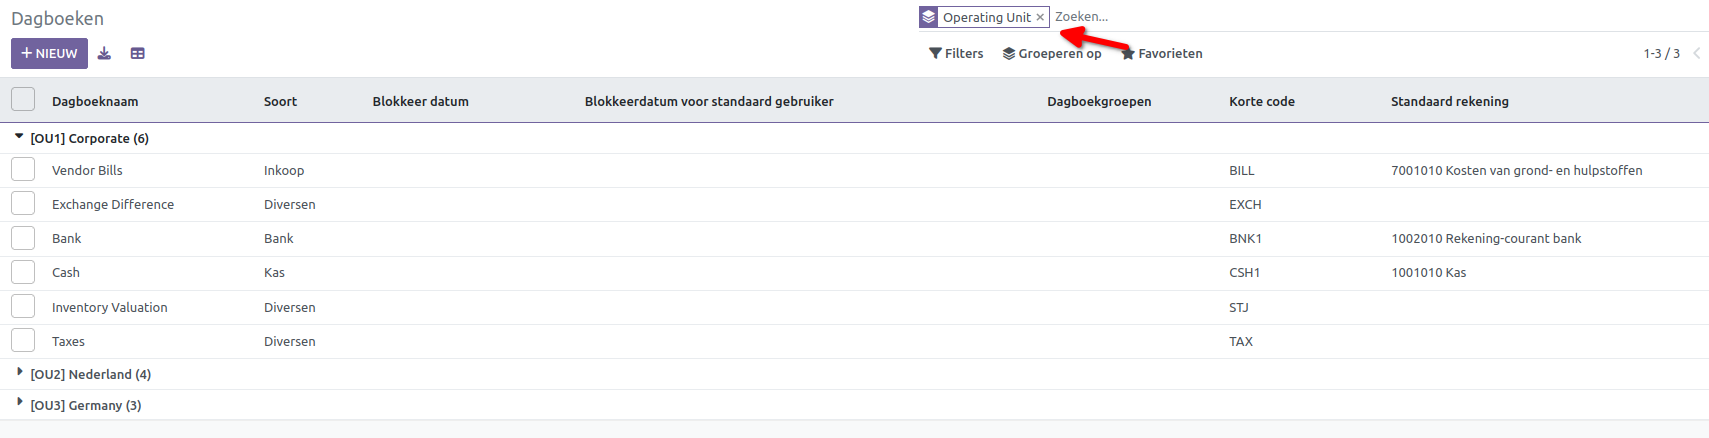 Dagboeken
Operating Unit × Zoeken...
+ NIEUW
Filters Groeperen op Favorieten 1-3 / 3
Dagboeknaam Soort Blokkeer datum Blokkeerdatum voor standaard gebruiker Dagboekgroepen Korte code Standaard rekening
[OU1] Corporate (6)
Vendor Bills Inkoop BILL 7001010 Kosten van grond- en hulpstoffen
Exchange Difference Diversen EXCH
Bank Bank BNK1 1002010 Rekening-courant bank
Cash Kas CSH1 1001010 Kas
Inventory Valuation Diversen STJ
Taxes Diversen TAX
[OU2] Nederland (4)
[OU3] Germany (3)